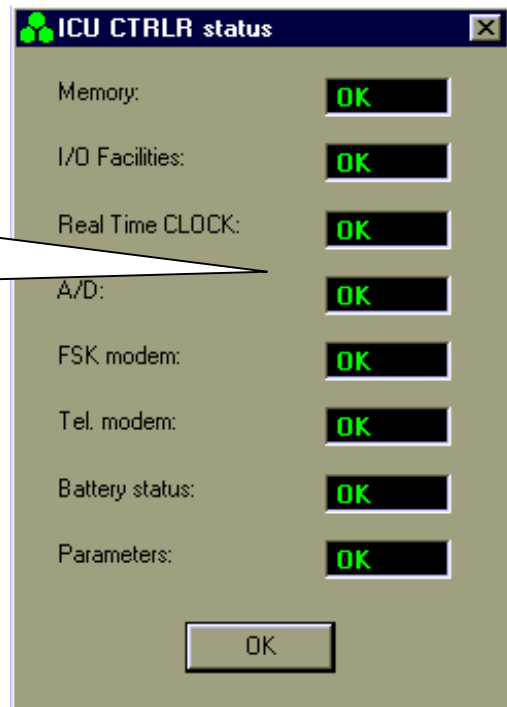 ICU CTRLR status
Memory: OK
I/O Facilities: OK
Real Time CLOCK: OK
A/D: OK
FSK modem: OK
Tel. modem: OK
Battery status: OK
Parameters: OK
OK